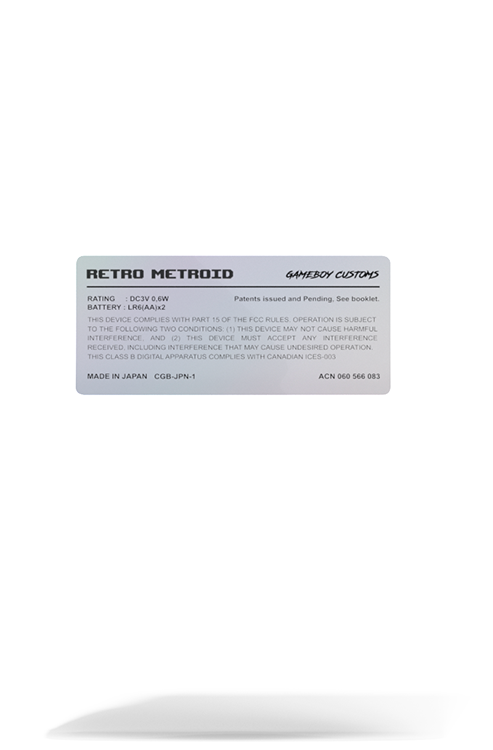 RETRO METROID GAMEBOY CUSTOMS
RATING : DC3V 0,6W Patents issued and Pending, See booklet.
BATTERY : LR6(AA)x2
THIS DEVICE COMPLIES WITH PART 15 OF THE FCC RULES. OPERATION IS SUBJECT
TO THE FOLLOWING TWO CONDITIONS: (1) THIS DEVICE MAY NOT CAUSE HARMFUL
INTERFERENCE, AND (2) THIS DEVICE MUST ACCEPT ANY INTERFERENCE
RECEIVED, INCLUDING INTERFERENCE THAT MAY CAUSE UNDESIRED OPERATION.
THIS CLASS B DIGITAL APPARATUS COMPLIES WITH CANADIAN ICES-003.
MADE IN JAPAN CGB-JPN-1 ACN 060 566 083